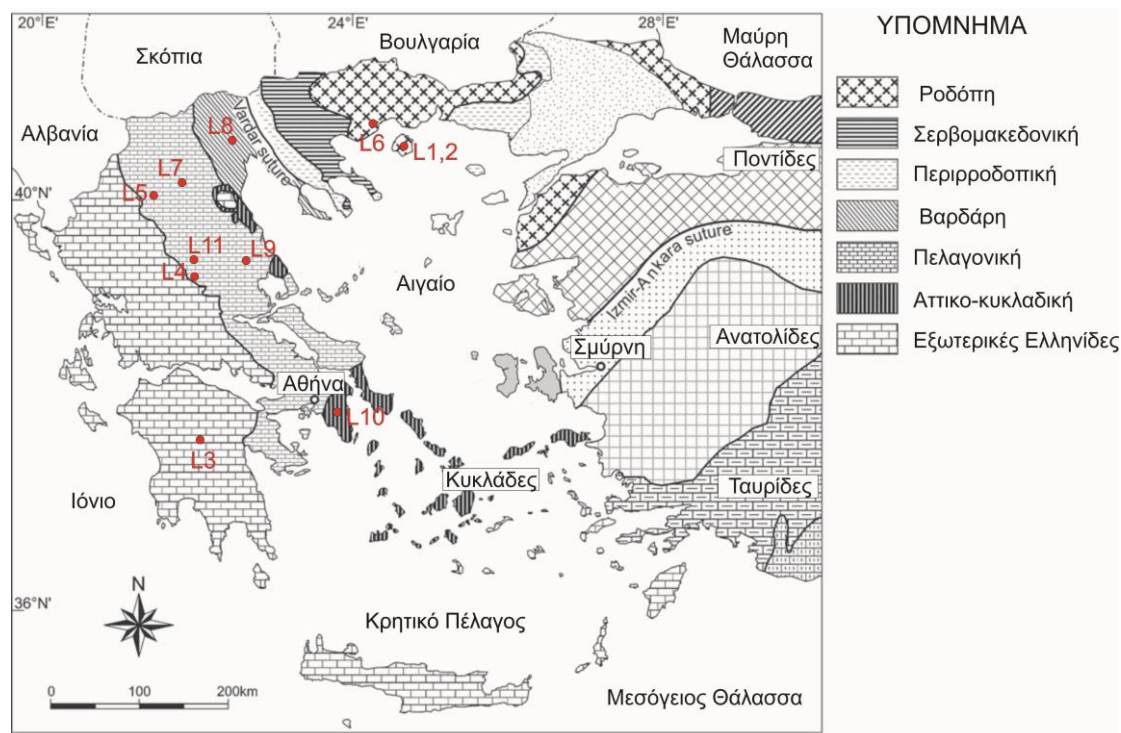 20°E'
24°E'
28°E'
Σκόπια
Βουλγαρία
Μαύρη
Θάλασσα
Αλβανία
L8
Vardar suture
L6
L1,2
Ποντίδες
L7
L5
40°N'
L11
L9
L4
Αιγαίο
Izmir-Ankara suture
Ανατολίδες
Σμύρνη
Αθήνα
L10
L3
Κυκλάδες
Ταυρίδες
Ιόνιο
N
36°N'
Κρητικό Πέλαγος
0 100 200km
Μεσόγειος Θάλασσα
ΥΠΟΜΝΗΜΑ
Ροδόπη
Σερβομακεδονική
Περιρροδοπική
Βαρδάρη
Πελαγονική
Αττικο-κυκλαδική
Εξωτερικές Ελληνίδες